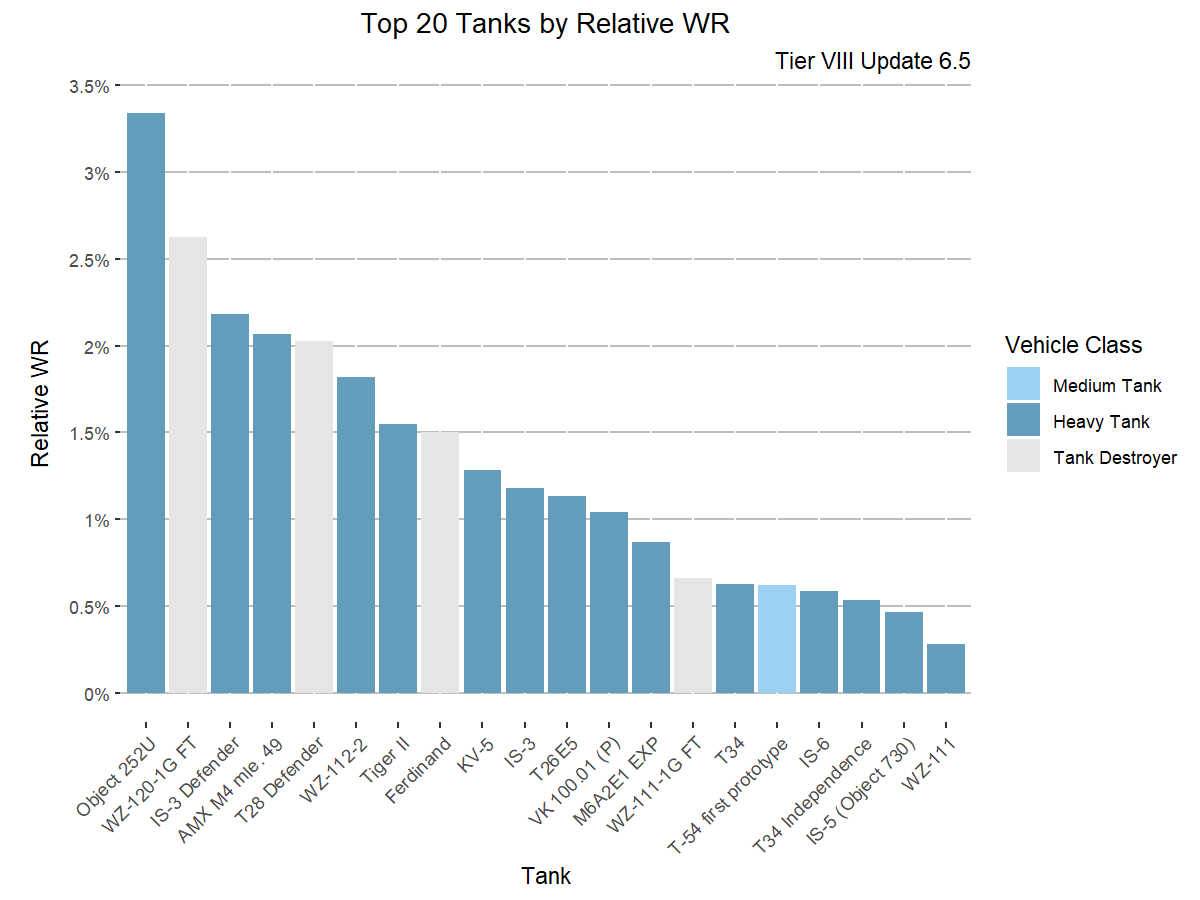 Top 20 Tanks by Relative WR
Tier VIII Update 6.5
3.5%
3%
2.5%
2%
1.5%
1%
0.5%
0%
Relative WR
Object 252U
WZ-120-1G FT
IS-3 Defender
AMX M4 mle. 49
T28 Defender
WZ-112-2
Tiger II
Ferdinand
KV-5
IS-3
T26E5
VK 100.01 (P)
M6A2E1 EXP
WZ-111-1G FT
T34
T-54 first prototype
IS-6
T34 Independence
IS-5 (Object 730)
WZ-111
Tank
Vehicle Class
Medium Tank
Heavy Tank
Tank Destroyer